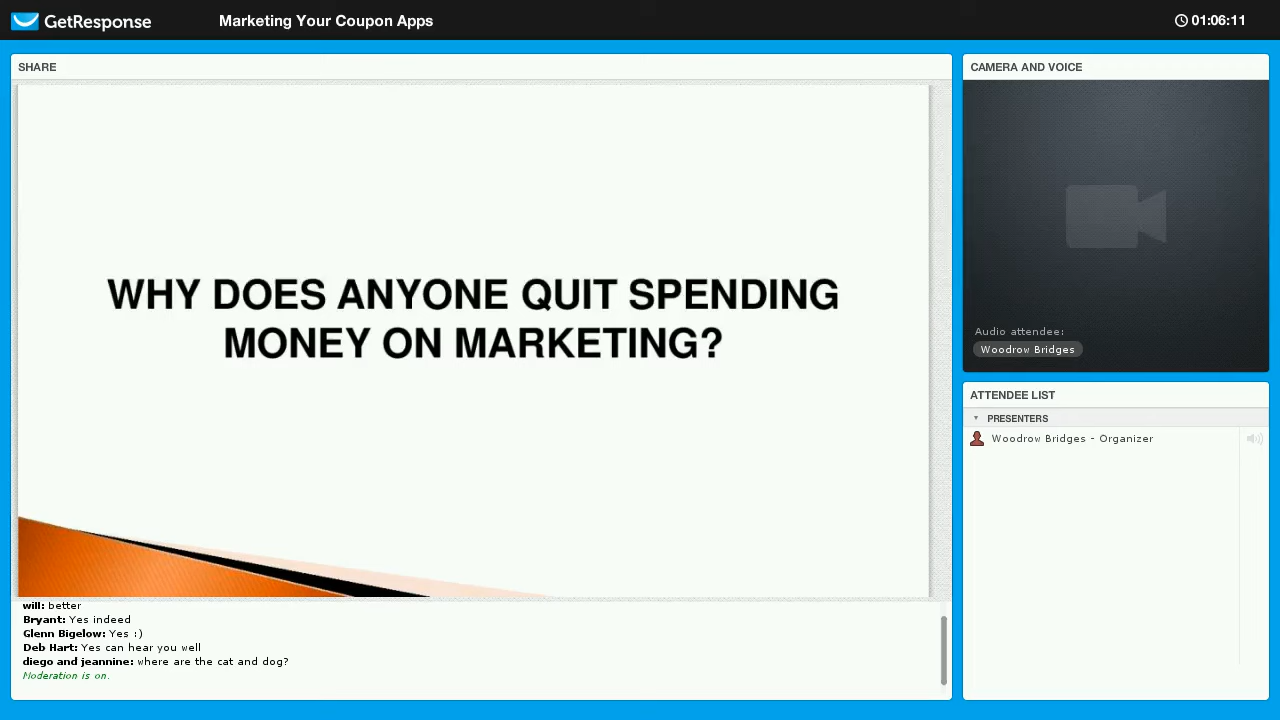 GetResponse
Marketing Your Coupon Apps
01:06:11
SHARE
WHY DOES ANYONE QUIT SPENDING
MONEY ON MARKETING?
will: better
Bryant: Yes indeed
Glenn Bigelow: Yes :)
Deb Hart: Yes can hear you well
diego and jeannine: where are the cat and dog?
Moderation is on.
CAMERA AND VOICE
Audio attendee:
Woodrow Bridges
ATTENDEE LIST
PRESENTERS
Woodrow Bridges - Organizer